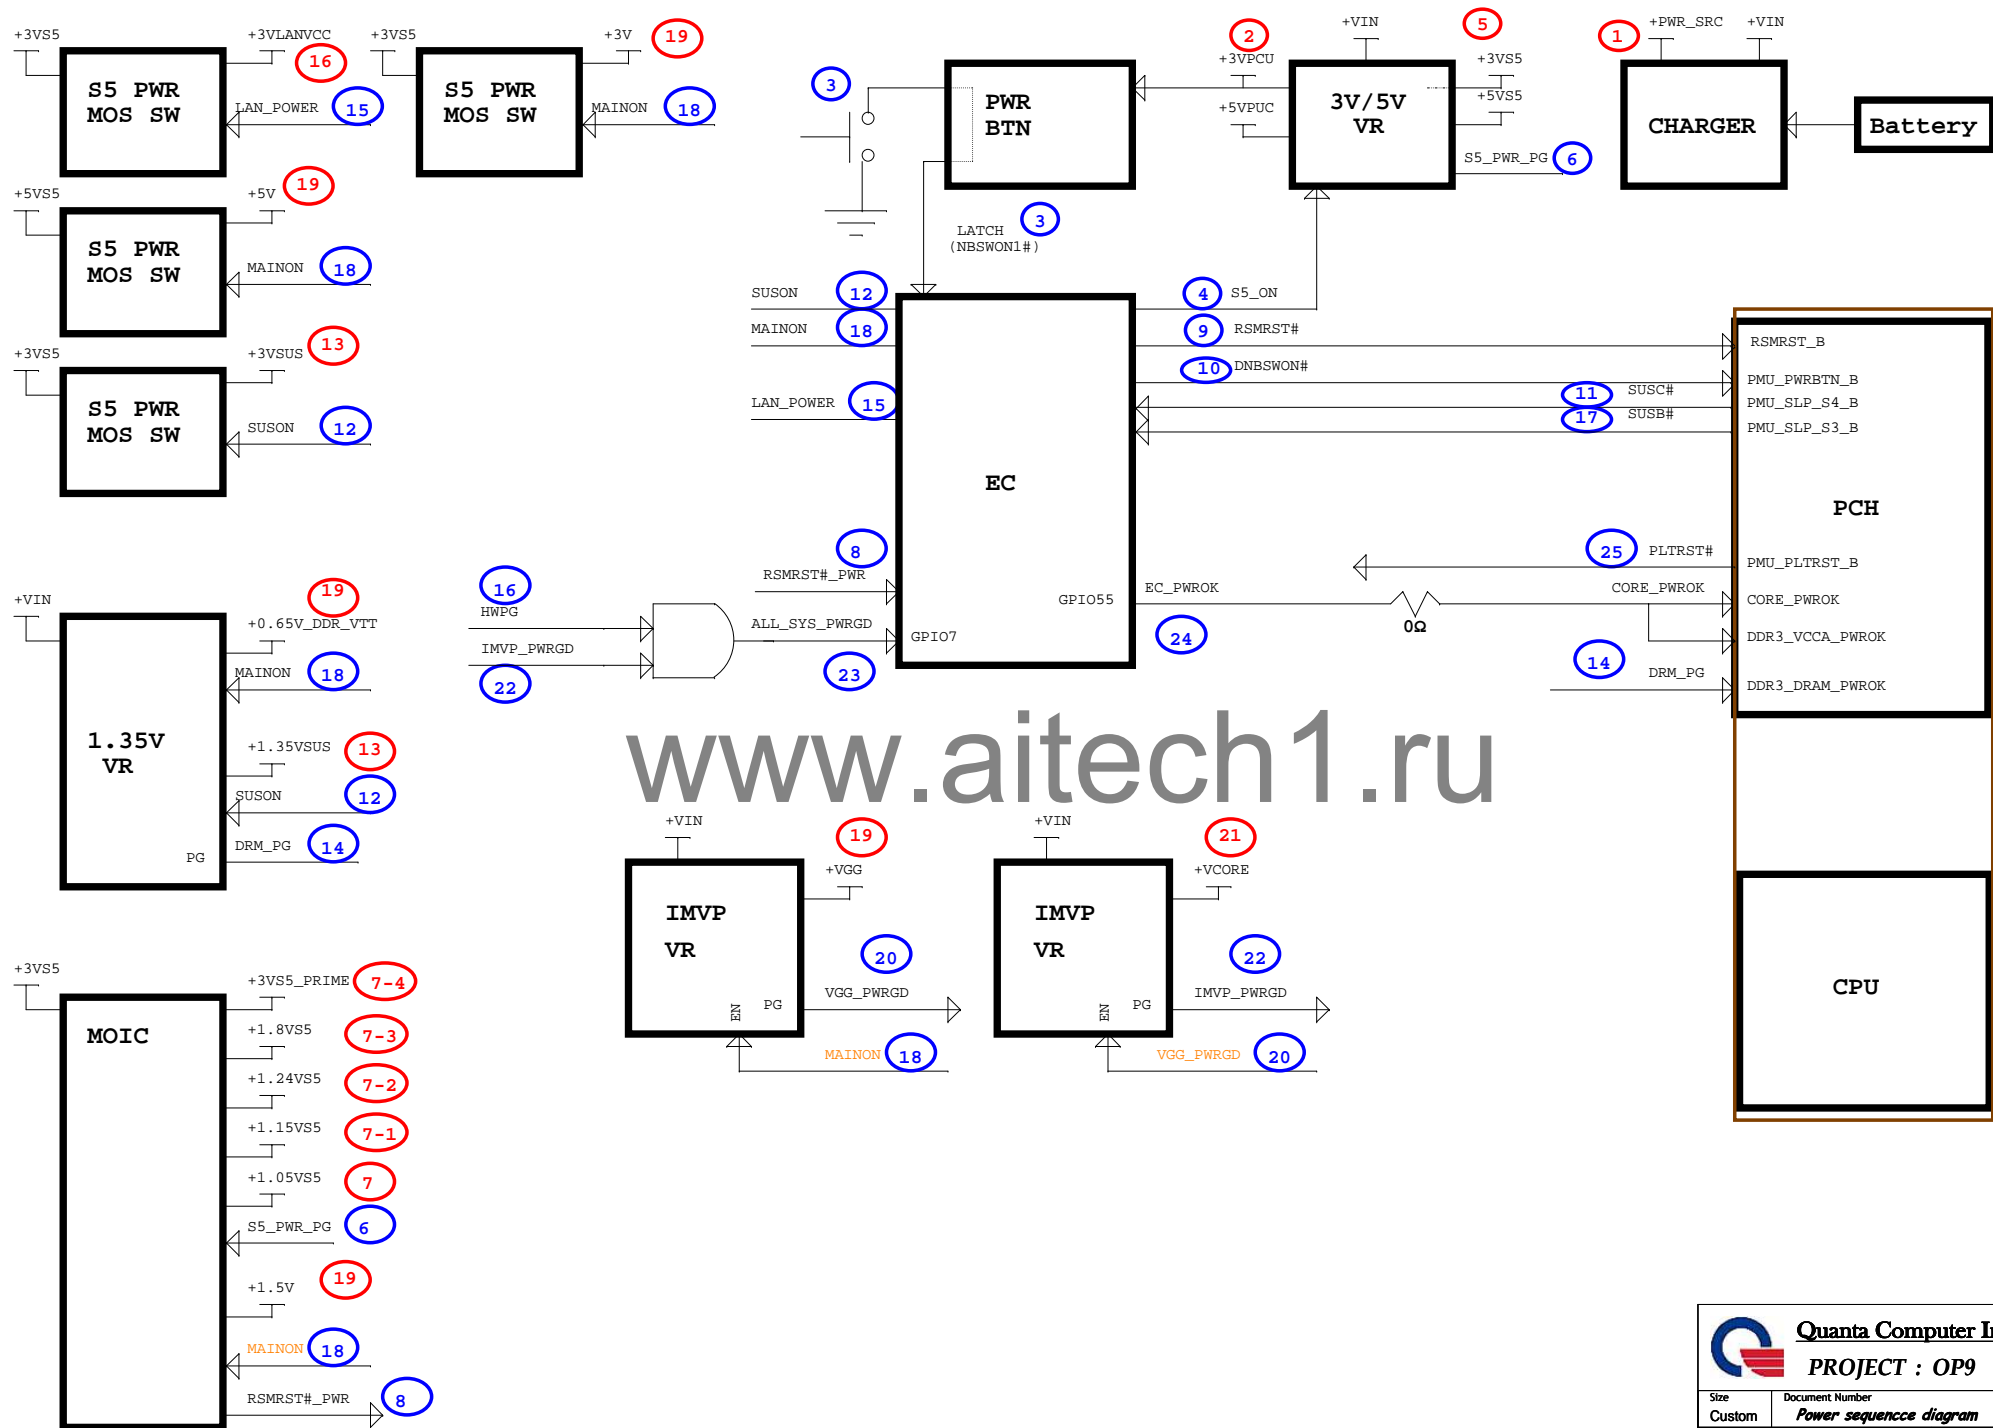 +3VS5
+3VLANVCC
16
S5 PWR
MOS SW
LAN_POWER
15
+3VS5
+3V
19
S5 PWR
MOS SW
MAINON
18
+5VS5
+5V
19
S5 PWR
MOS SW
MAINON
18
+3VS5
+3VSUS
13
S5 PWR
MOS SW
SUSON
12
3
PWR
BTN
LATCH
(NBSWON1#)
3
2
+3VPCU
+5VPUC
+VIN
3V/5V
VR
5
+3VS5
+5VS5
S5_PWR_PG
6
1
+PWR_SRC
+VIN
CHARGER
Battery
SUSON
12
MAINON
18
LAN_POWER
15
EC
4
S5_ON
9
RSMRST#
10
DNBSWON#
11
SUSC#
17
SUSB#
RSMRST_B
PMU_PWRBTN_B
PMU_SLP_S4_B
PMU_SLP_S3_B
PCH
8
RSMRST#_PWR
16
HWPG
IMVP_PWRGD
22
ALL_SYS_PWRGD
23
GPIO7
GPIO55
EC_PWROK
24
0Ω
25
PLTRST#
CORE_PWROK
14
DRM_PG
PMU_PLTRST_B
CORE_PWROK
DDR3_VCCA_PWROK
DDR3_DRAM_PWROK
+VIN
19
+0.65V_DDR_VTT
MAINON
18
1.35V
VR
+1.35VSUS
13
SUSON
12
PG
DRM_PG
14
www.aitech1.ru
+VIN
19
+VGG
IMVP
VR
20
EN
PG
VGG_PWRGD
MAINON
18
+VIN
21
+VCORE
IMVP
VR
22
EN
PG
IMVP_PWRGD
VGG_PWRGD
20
CPU
+3VS5
MOIC
+3VS5_PRIME
7-4
+1.8VS5
7-3
+1.24VS5
7-2
+1.15VS5
7-1
+1.05VS5
7
S5_PWR_PG
6
+1.5V
19
MAINON
18
RSMRST#_PWR
8
Quanta Computer In
PROJECT : OP9
Size
Custom
Document Number
Power sequencce diagram